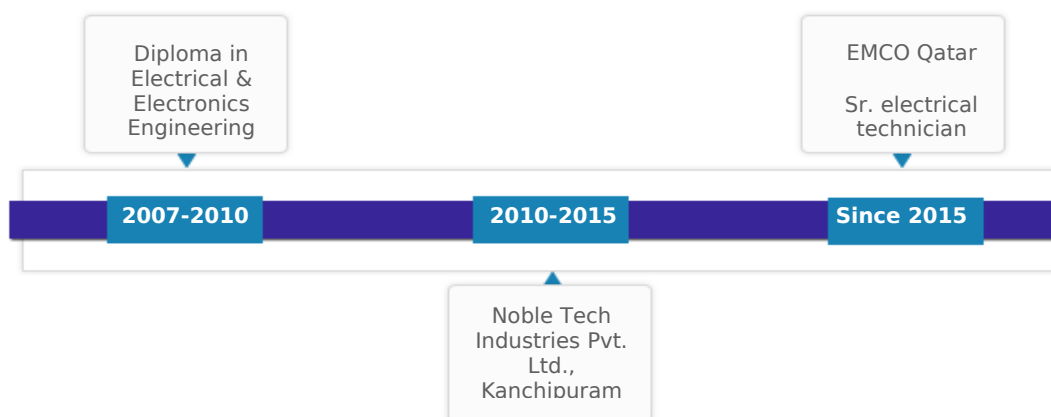 Diploma in
Electrical &
Electronics
Engineering
EMCO Qatar
Sr. electrical
technician
2007-2010
2010-2015
Since 2015
Noble Tech
Industries Pvt.
Ltd.,
Kanchipuram